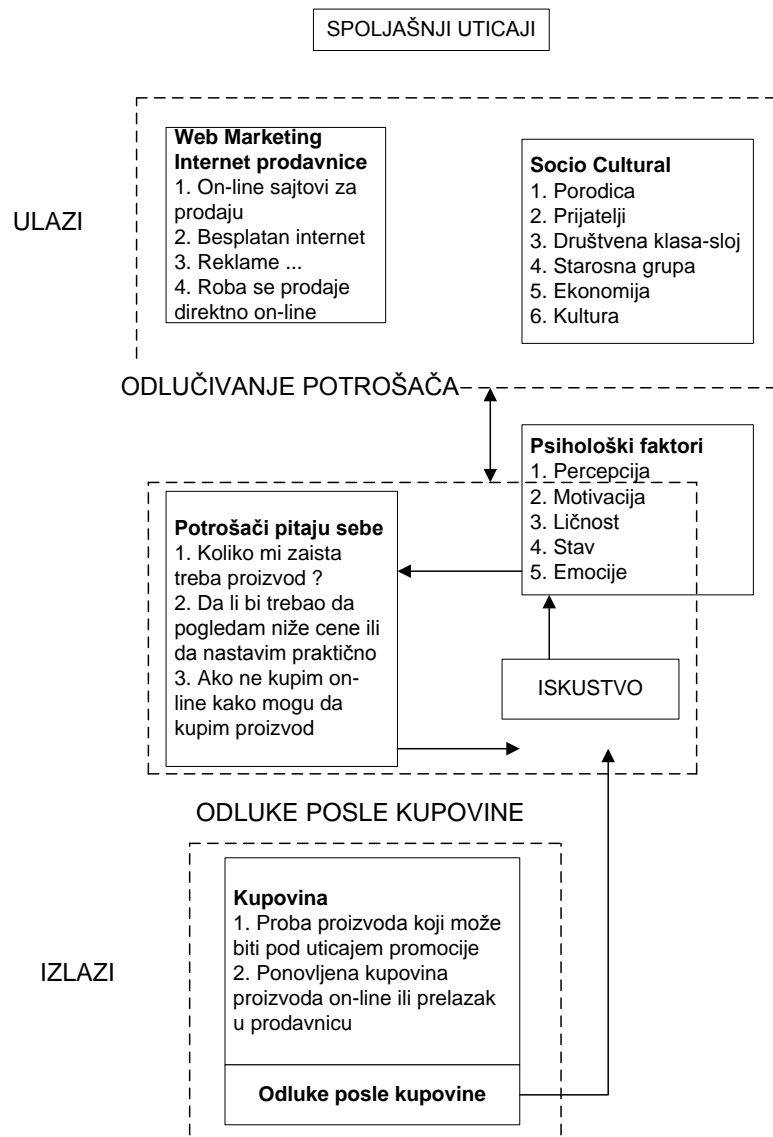 SPOLJAŠNJI UTICAJI
ULAZI
Web Marketing
Internet prodavnice
1. On-line sajtovi za
prodaju
2. Besplatan internet
3. Reklame ...
4. Roba se prodaje
direktno on-line
Socio Cultural
1. Porodica
2. Prijatelji
3. Društvena klasa-sloj
4. Starosna grupa
5. Ekonomija
6. Kultura
ODLUČIVANJE POTROŠAČA
Psihološki faktori
1. Percepcija
2. Motivacija
3. Ličnost
4. Stav
5. Emocije
Potrošači pitaju sebe
1. Koliko mi zaista
treba proizvod ?
2. Da li bi trebao da
pogledam niže cene ili
da nastavim praktično
3. Ako ne kupim on-
line kako mogu da
kupim proizvod
ISKUSTVO
ODLUKE POSLE KUPOVINE
IZLAZI
Kupovina
1. Proba proizvoda koji može
biti pod uticajem promocije
2. Ponovljena kupovina
proizvoda on-line ili prelazak
u prodavnicu
Odluke posle kupovine